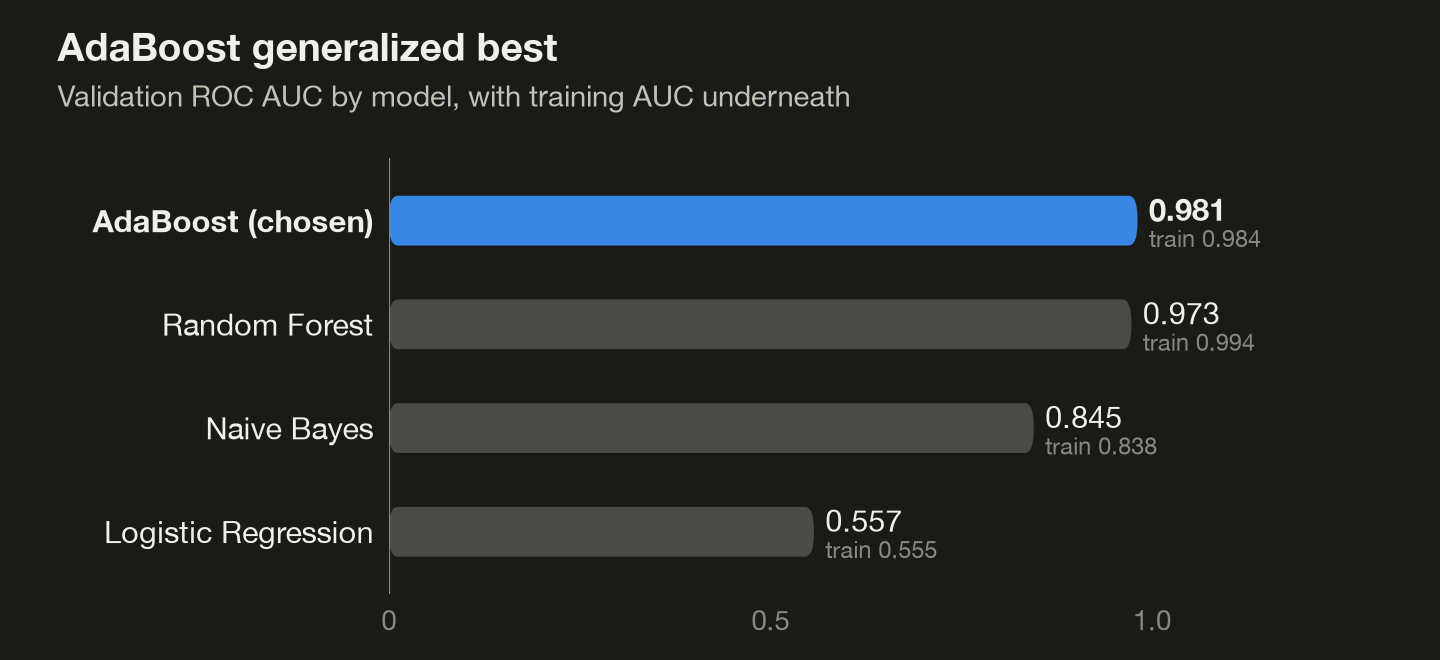 AdaBoost generalized best
Validation ROC AUC by model, with training AUC underneath
AdaBoost (chosen)
0.981
train 0.984
Random Forest
0.973
train 0.994
Naive Bayes
0.845
train 0.838
Logistic Regression
0.557
train 0.555
0
0.5
1.0